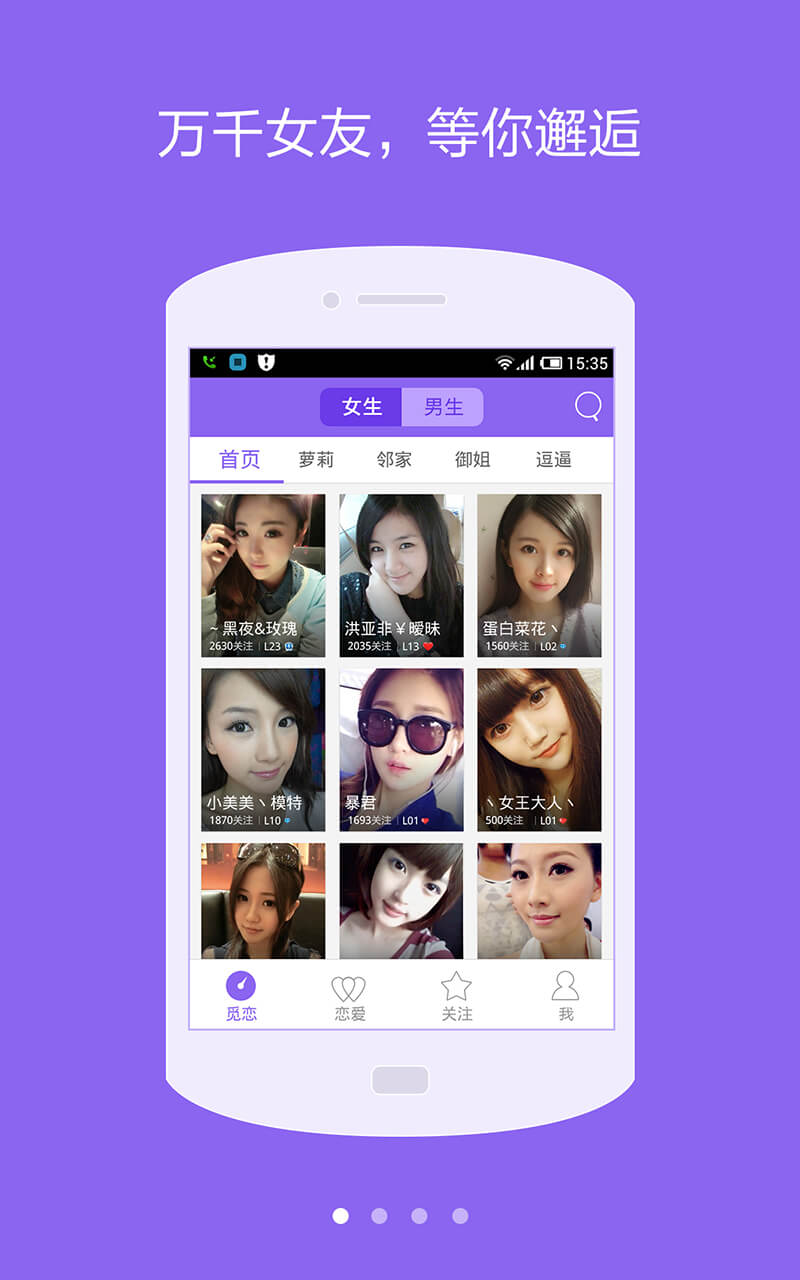 万千女友，等你邂逅
15:35
女生 男生
首页 萝莉 邻家 御姐 逗逼
~黑夜&玫瑰 洪亚非￥暧昧 蛋白菜花丶
2630关注 | L23 2035关注 | L13 1560关注 | L02
小美美丶模特 暴君 丶女王大人丶
1870关注 | L10 1693关注 | L01 500关注 | L01
觅恋 恋爱 关注 我